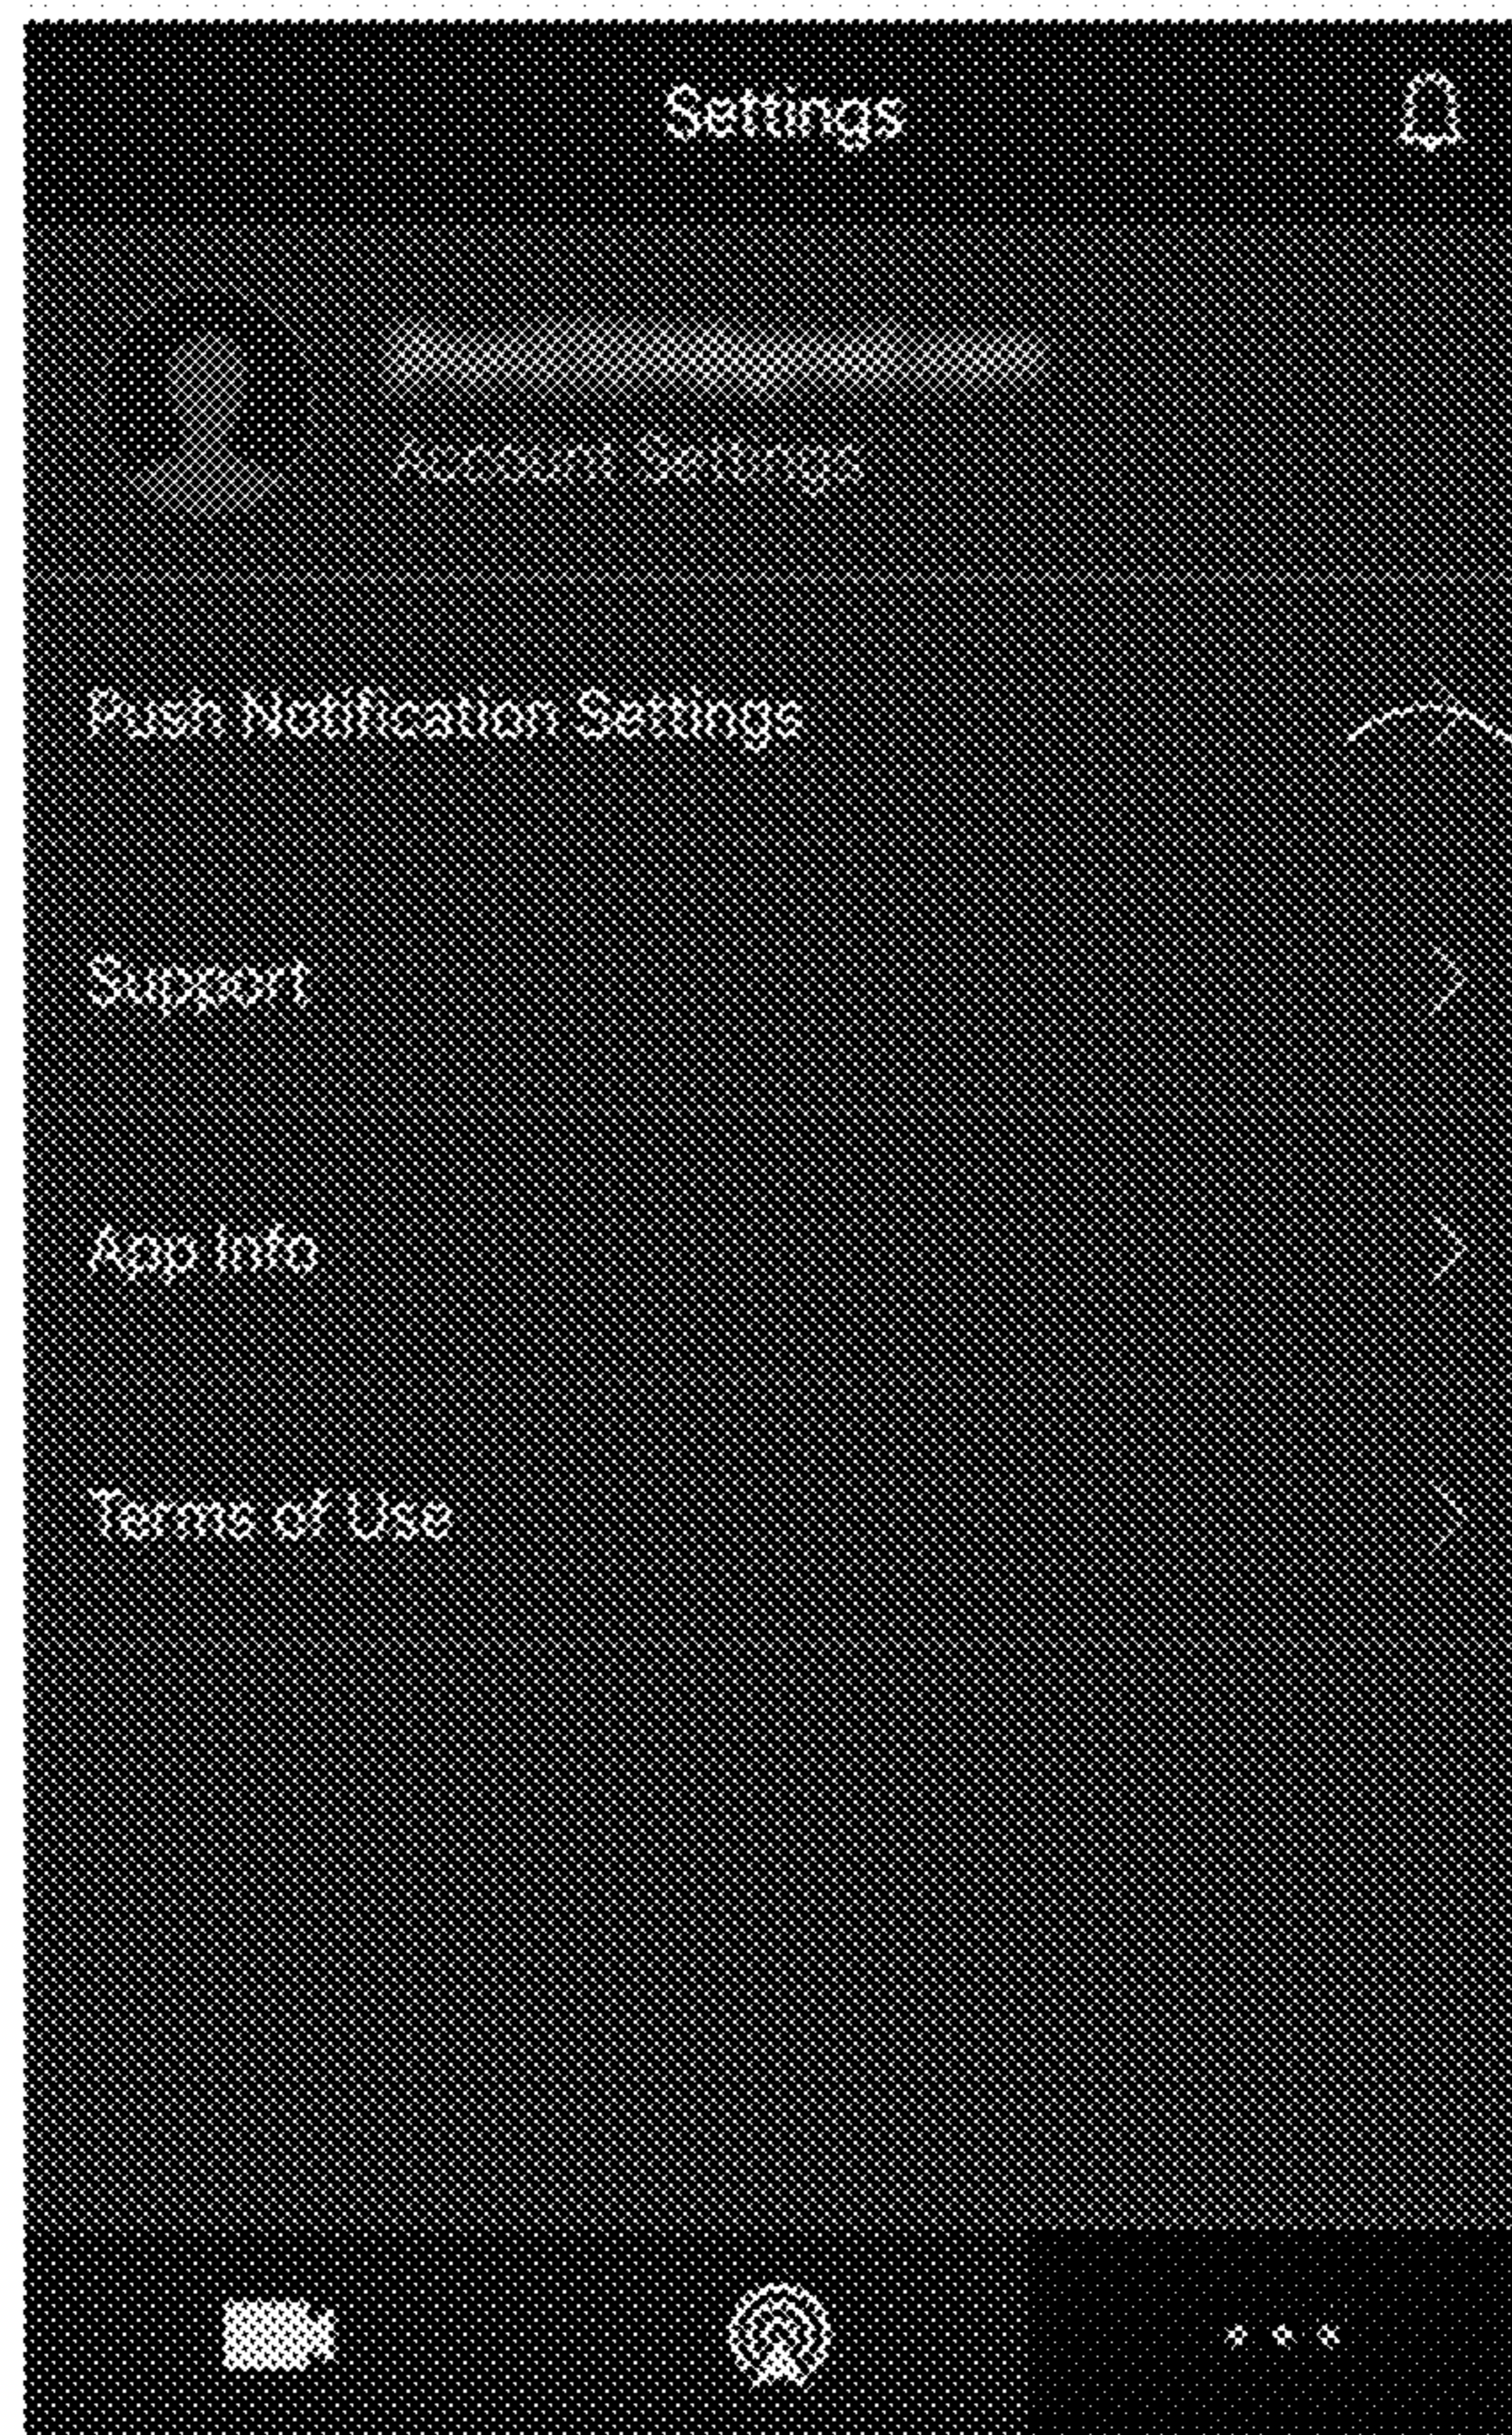 Settings
Account Settings
Push Notification Settings
Support
App Info
Terms of Use